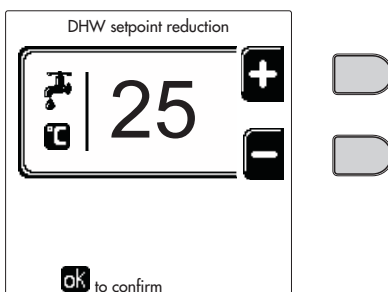 DHW setpoint reduction
+
°C 25
-
ok to confirm